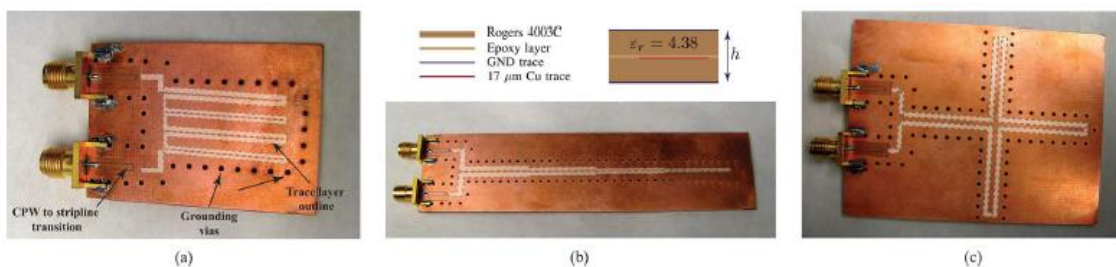 CPW to stripline
transition
Grounding
vias
Trace layer
outline
(a)
Rogers 4003C
Epoxy layer
GND trace
17 μm Cu trace
εr = 4.38
h
(b)
(c)